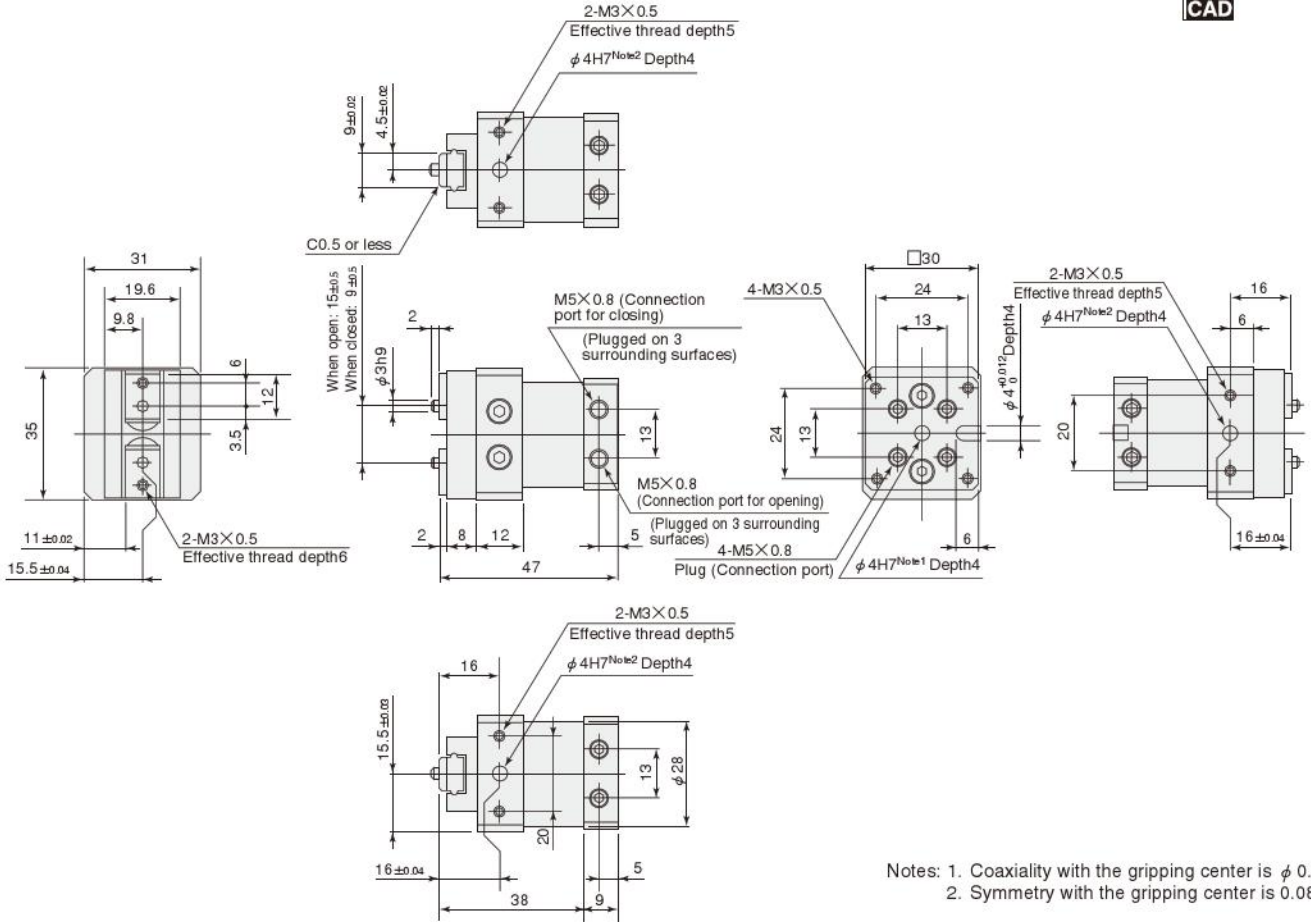 CAD
2-M3×0.5
Effective thread depth5
φ4H7Note2 Depth4
9±0.02
4.5±0.02
C0.5 or less
31
19.6
9.8
6
12
3.5
35
11±0.02
15.5±0.04
2-M3×0.5
Effective thread depth6
When open: 15±0.5
When closed: 9±0.5
2
φ3h9
M5×0.8 (Connection
port for closing)
(Plugged on 3
surrounding surfaces)
13
M5×0.8
(Connection port for opening)
(Plugged on 3 surrounding
surfaces)
2
8
12
5
47
□30
4-M3×0.5
24
13
24
13
φ4+0.012 0 Depth4
6
4-M5×0.8
Plug (Connection port)
φ4H7Note1 Depth4
2-M3×0.5
Effective thread depth5
φ4H7Note2 Depth4
16
6
20
16±0.04
2-M3×0.5
Effective thread depth5
φ4H7Note2 Depth4
16
15.5±0.03
13
φ28
20
16±0.04
5
38
9
Notes: 1. Coaxiality with the gripping center is φ0.
2. Symmetry with the gripping center is 0.08